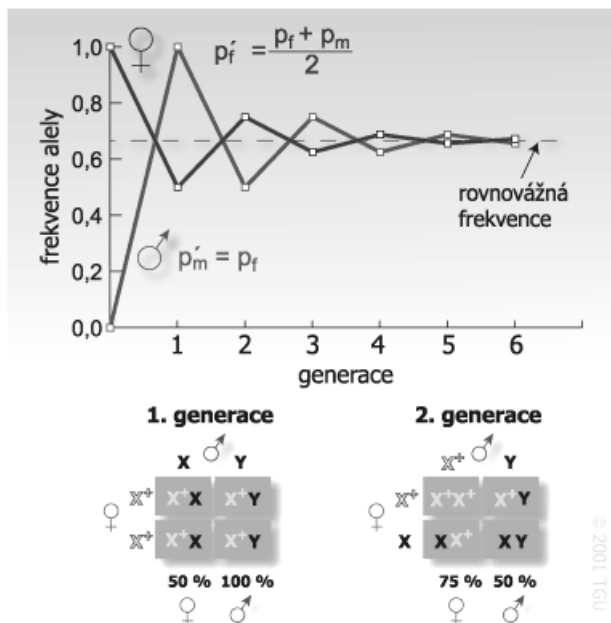 1,0
0,8
0,6
0,4
0,2
0,0
frekvence alely
♀
p′f = pf + pm
2
♂ p′m = pf
rovnovážná
frekvence
1 2 3 4 5 6
generace
1. generace
♂
X Y
♀
X⁺ X⁺X X⁺Y
X⁺ X⁺X X⁺Y
50 % 100 %
♀ ♂
2. generace
♂
X⁺ Y
♀
X⁺ X⁺X⁺ X⁺Y
X XX⁺ XY
75 % 50 %
♀ ♂
© 2001 TGU